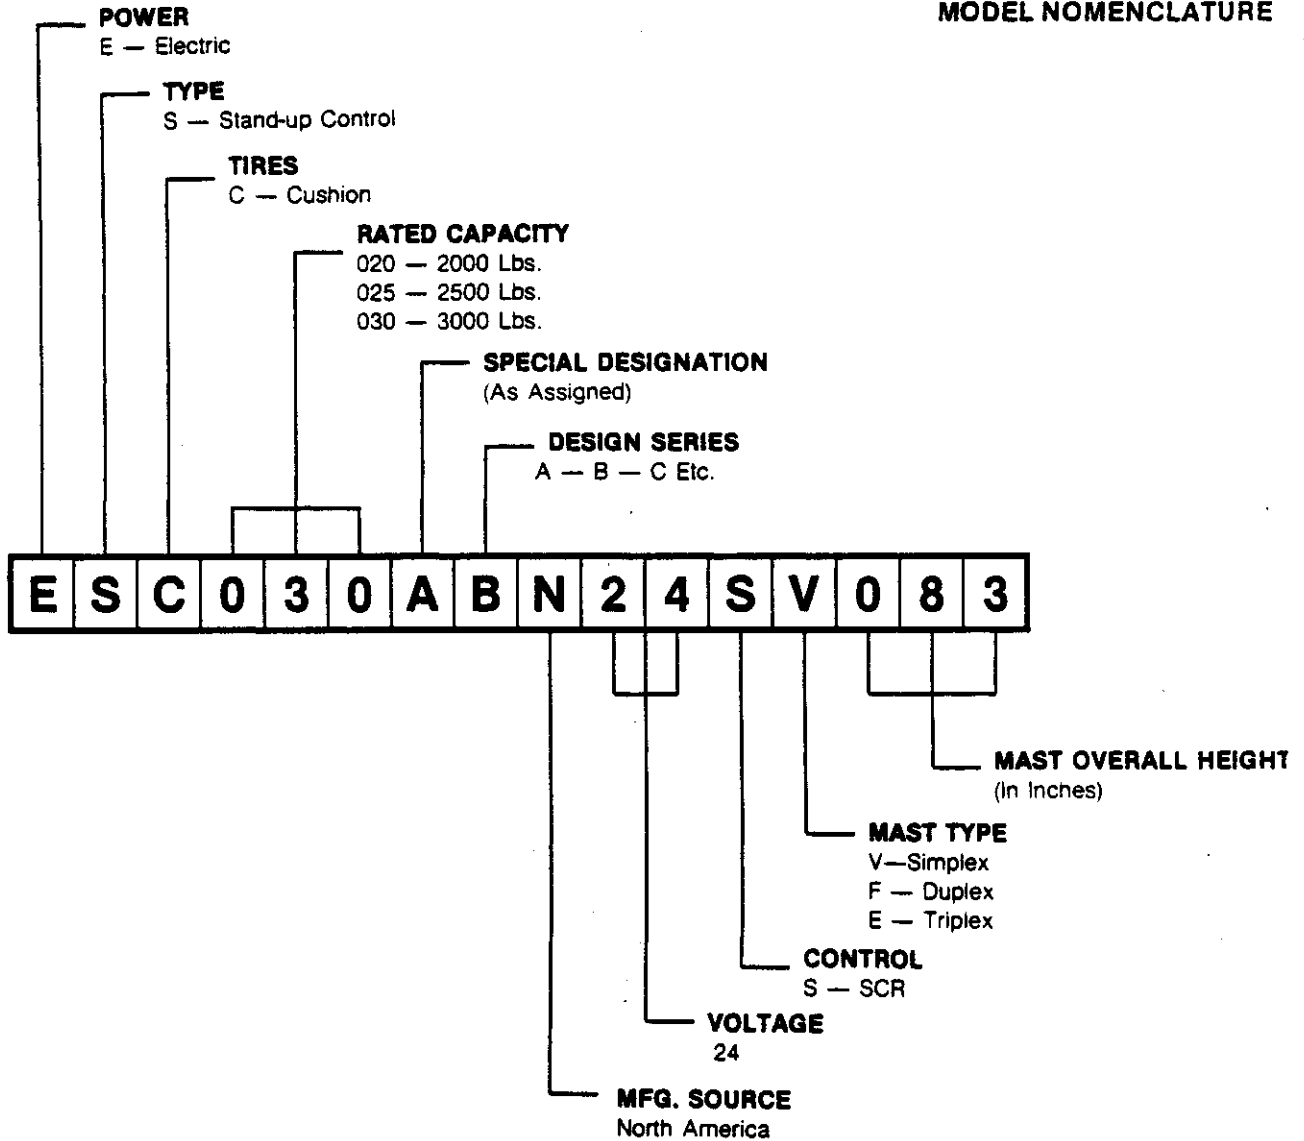 MODEL NOMENCLATURE
POWER
E — Electric
TYPE
S — Stand-up Control
TIRES
C — Cushion
RATED CAPACITY
020 — 2000 Lbs.
025 — 2500 Lbs.
030 — 3000 Lbs.
SPECIAL DESIGNATION
(As Assigned)
DESIGN SERIES
A — B — C Etc.
E S C 0 3 0 A B N 2 4 S V 0 8 3
MAST OVERALL HEIGHT
(In Inches)
MAST TYPE
V—Simplex
F — Duplex
E — Triplex
CONTROL
S — SCR
VOLTAGE
24
MFG. SOURCE
North America